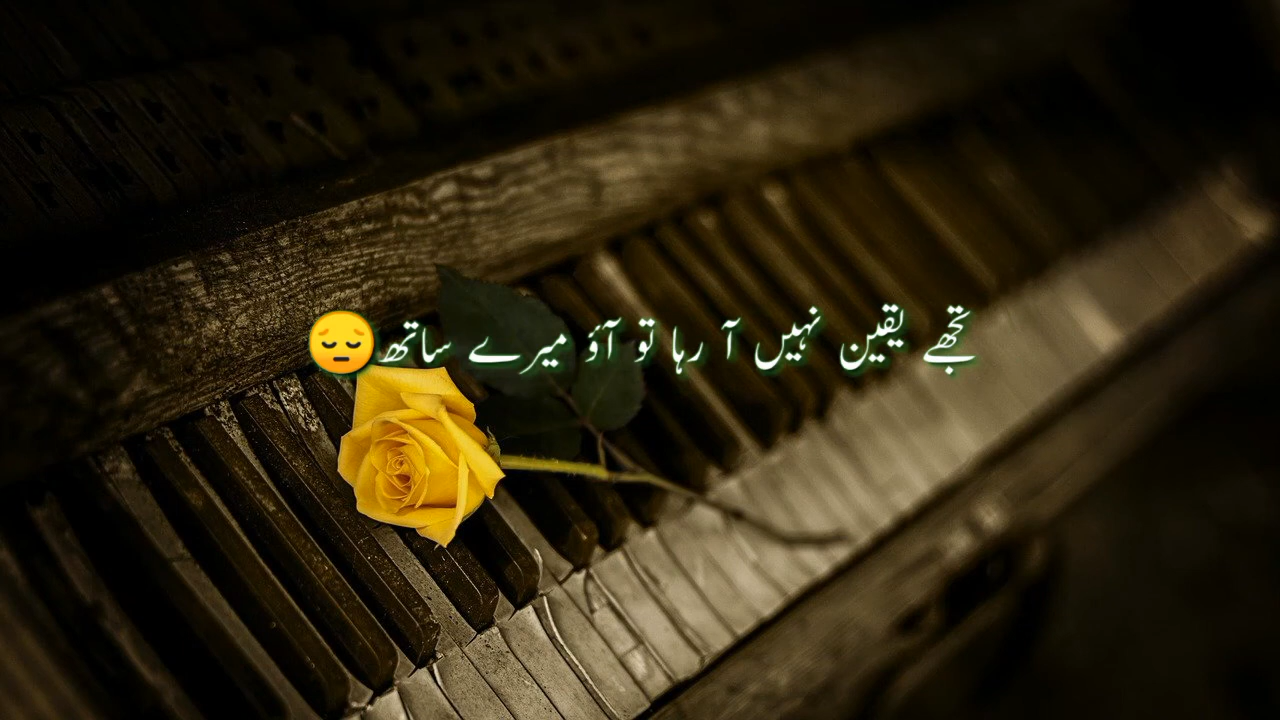 تجھے یقین نہیں آ رہا تو آؤ میرے ساتھ😔